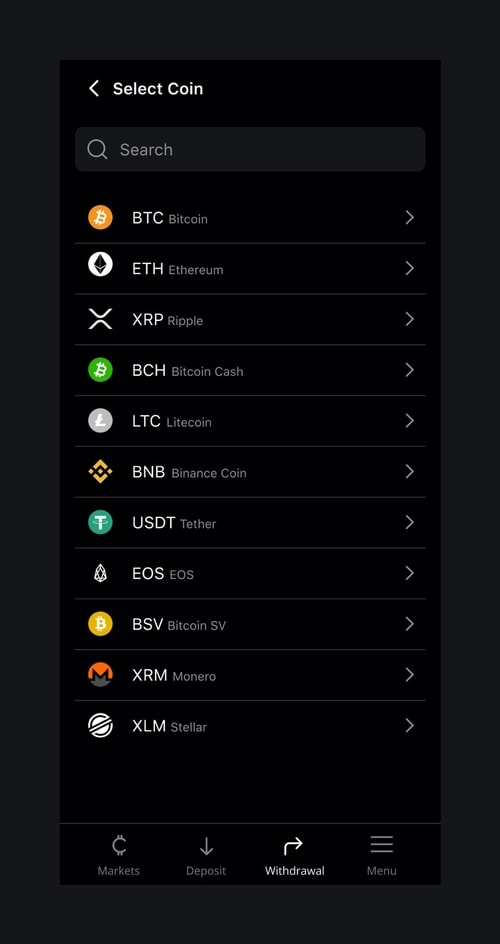 Select Coin
Search
BTC Bitcoin
ETH Ethereum
XRP Ripple
BCH Bitcoin Cash
LTC Litecoin
BNB Binance Coin
USDT Tether
EOS EOS
BSV Bitcoin SV
XRM Monero
XLM Stellar
Markets Deposit Withdrawal Menu